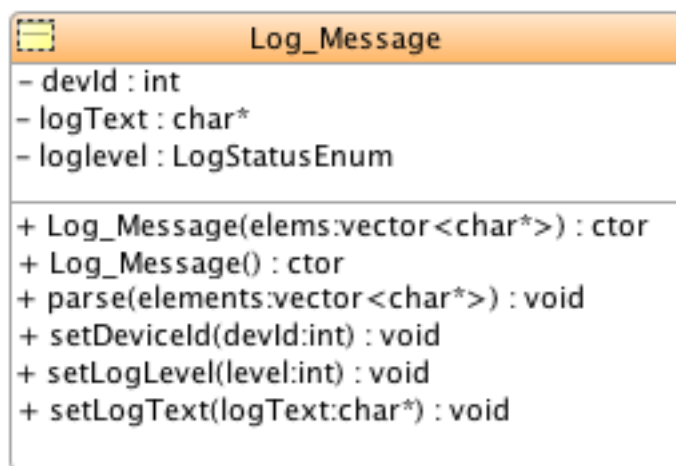 Log_Message
- devId : int
- logText : char*
- loglevel : LogStatusEnum
+ Log_Message(elems:vector<char*>) : ctor
+ Log_Message() : ctor
+ parse(elements:vector<char*>) : void
+ setDeviceId(devId:int) : void
+ setLogLevel(level:int) : void
+ setLogText(logText:char*) : void